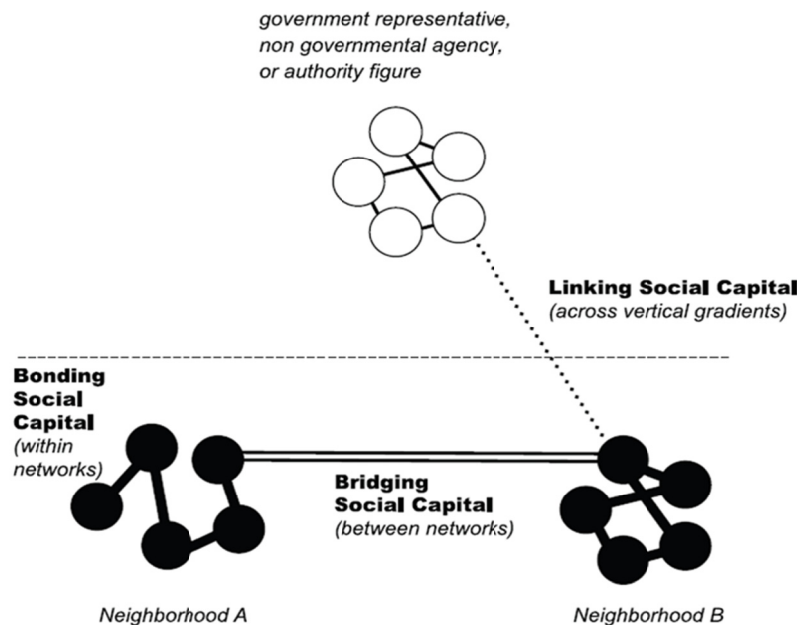 government representative,
non governmental agency,
or authority figure
Linking Social Capital
(across vertical gradients)
Bonding
Social
Capital
(within
networks)
Bridging
Social Capital
(between networks)
Neighborhood A
Neighborhood B